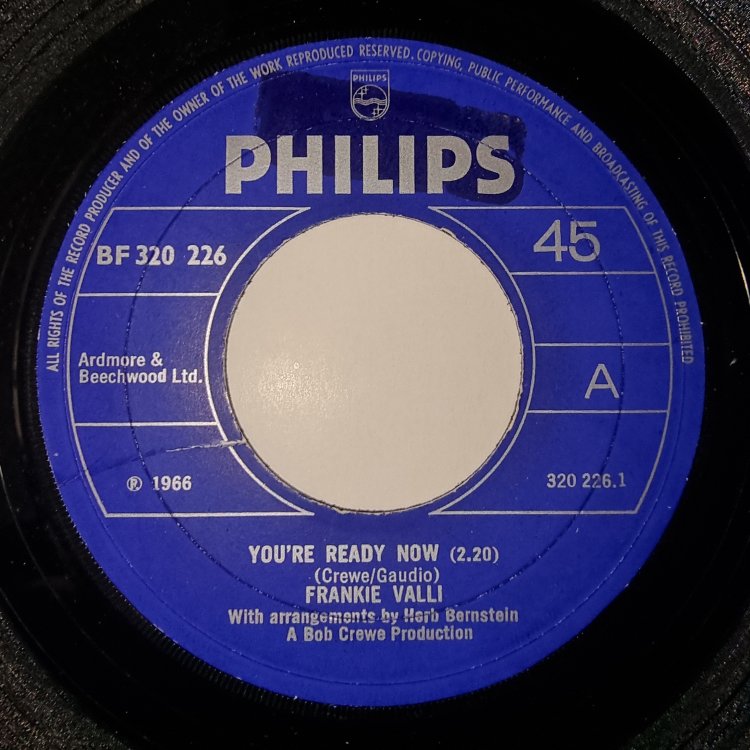 ALL RIGHTS OF THE RECORD PRODUCER AND OF THE OWNER OF THE WORK REPRODUCED RESERVED. COPYING, PUBLIC PERFORMANCE AND BROADCASTING OF THIS RECORD PROHIBITED
PHILIPS
PHILIPS
BF 320 226
45
Ardmore &
Beechwood Ltd.
A
℗ 1966
320 226.1
YOU'RE READY NOW (2.20)
(Crewe/Gaudio)
FRANKIE VALLI
With arrangements by Herb Bernstein
A Bob Crewe Production